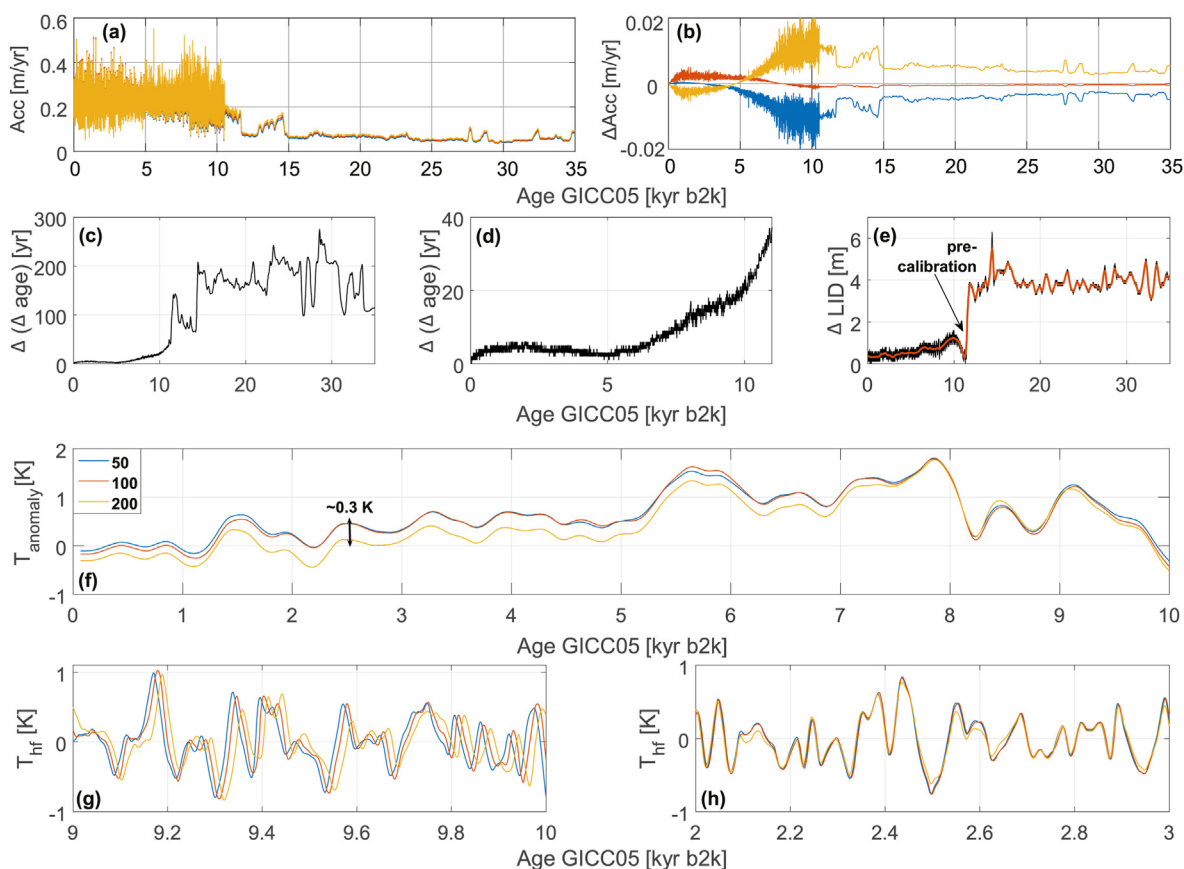 (a)
Acc [m/yr]
0.6
0.4
0.2
0
0 5 10 15 20 25 30 35
(b)
ΔAcc [m/yr]
0.02
0
-0.02
0 5 10 15 20 25 30 35
Age GICC05 [kyr b2k]
(c)
Δ (Δ age) [yr]
300
200
100
0
0 10 20 30
(d)
Δ (Δ age) [yr]
40
20
0
0 5 10
(e)
pre-
calibration
Δ LID [m]
6
4
2
0
0 10 20 30
Age GICC05 [kyr b2k]
T anomaly [K]
2
1
0
-1
50
100
200
~0.3 K
(f)
0 1 2 3 4 5 6 7 8 9 10
Age GICC05 [kyr b2k]
T hf [K]
1
0
-1
(g)
9 9.2 9.4 9.6 9.8 10
T hf [K]
1
0
-1
(h)
2 2.2 2.4 2.6 2.8 3
Age GICC05 [kyr b2k]